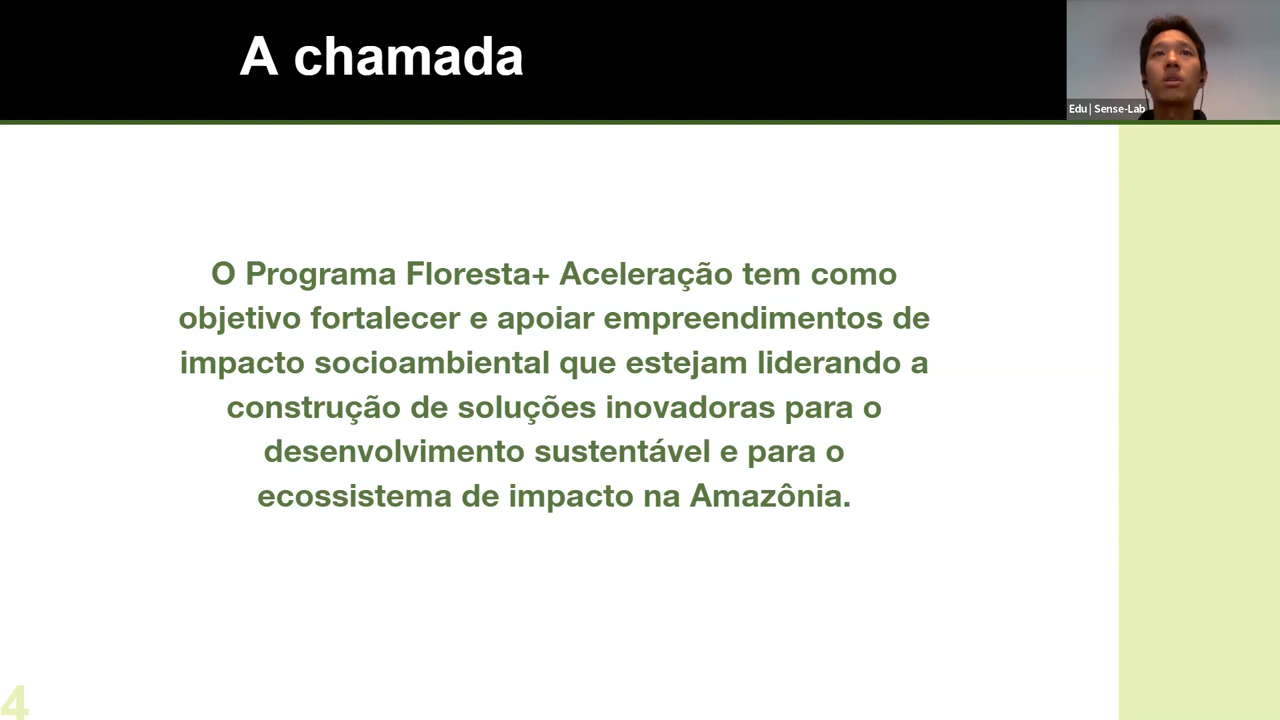 A chamada
Edu | Sense-Lab
O Programa Floresta+ Aceleração tem como
objetivo fortalecer e apoiar empreendimentos de
impacto socioambiental que estejam liderando a
construção de soluções inovadoras para o
desenvolvimento sustentável e para o
ecossistema de impacto na Amazônia.
4